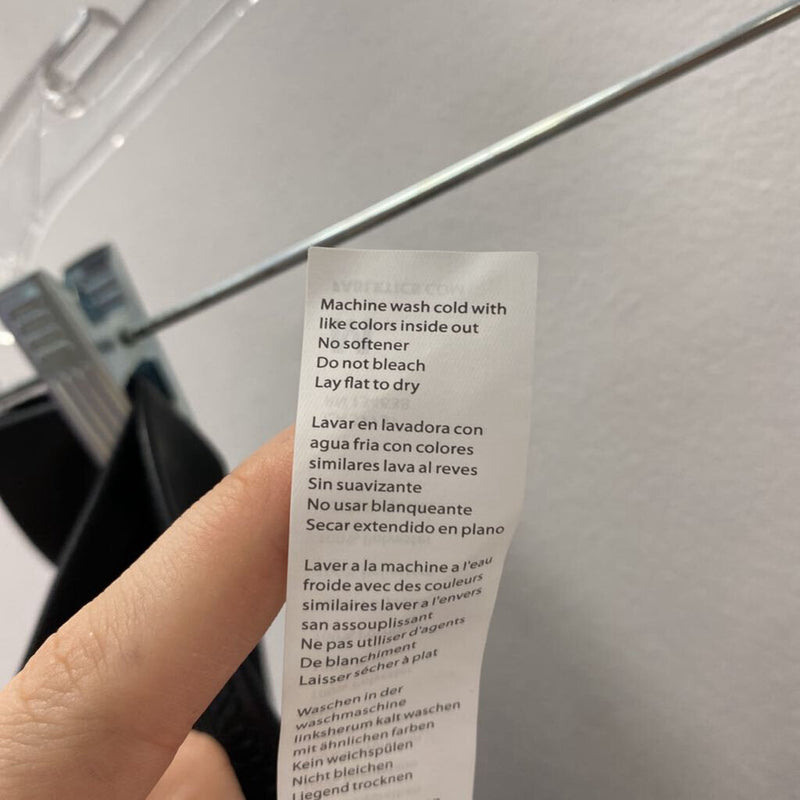 Machine wash cold with
like colors inside out
No softener
Do not bleach
Lay flat to dry
Lavar en lavadora con
agua fria con colores
similares lava al reves
Sin suavizante
No usar blanqueante
Secar extendido en plano
Laver a la machine a l'eau
froide avec des couleurs
similaires laver a l'envers
san assouplissant
Ne pas utlliser d'agents
De blanchiment
Laisser sécher à plat
Waschen in der
waschmaschine
linksherum kalt waschen
mit ähnlichen farben
Kein weichspülen
Nicht bleichen
Liegend trocknen